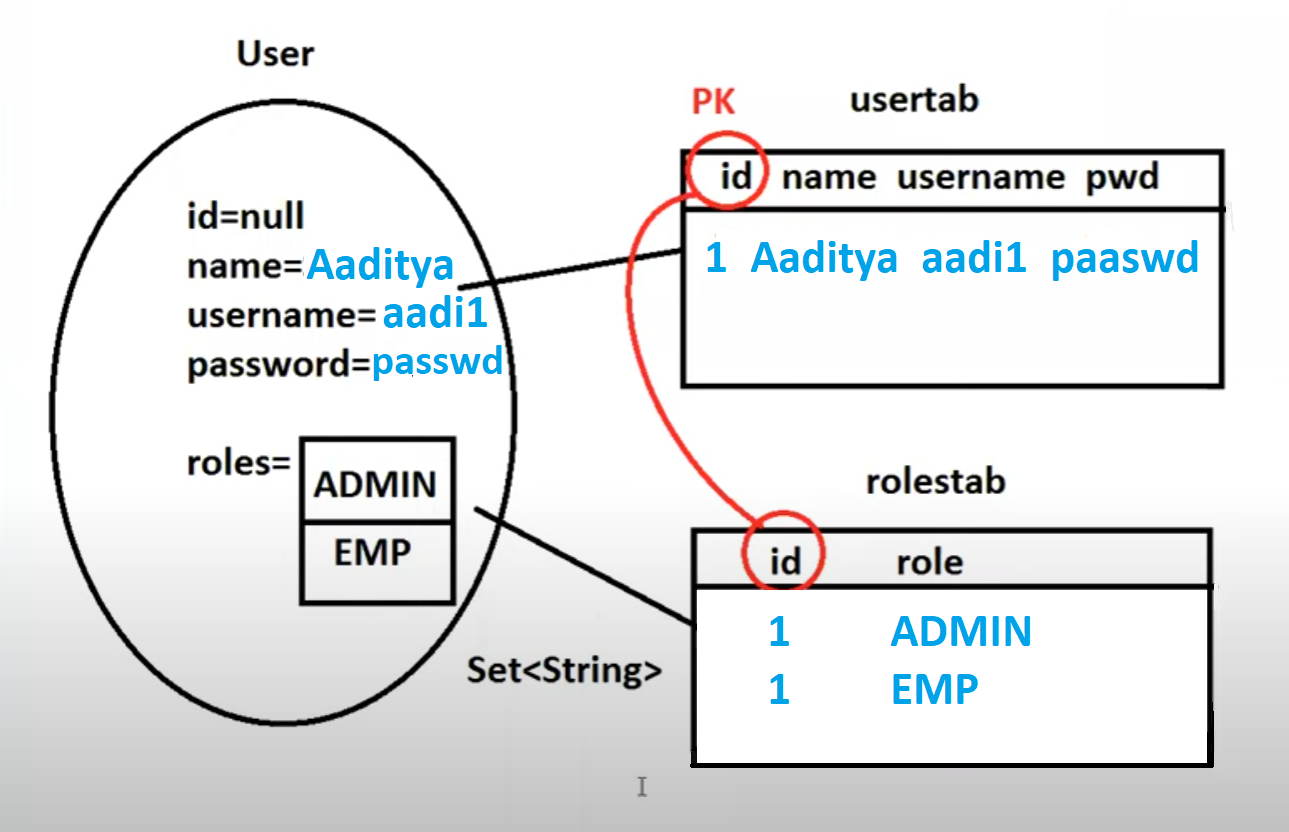 User
id=null
name=Aaditya
username=aadi1
password=passwd
roles=
ADMIN
EMP
Set<String>
PK
usertab
id name username pwd
1 Aaditya aadi1 paaswd
rolestab
id role
1 ADMIN
1 EMP